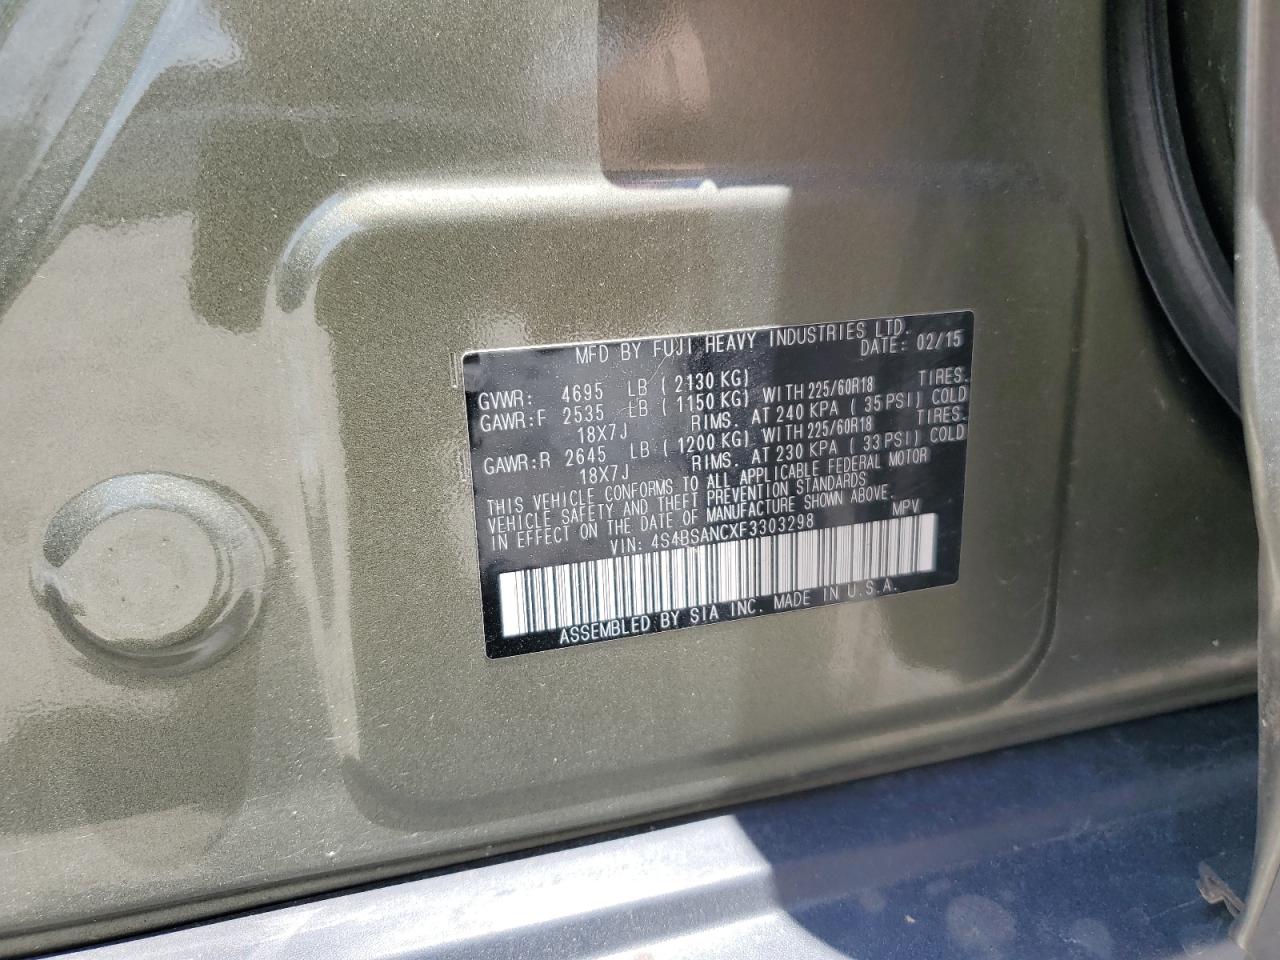 MFD BY FUJI HEAVY INDUSTRIES LTD.
DATE: 02/15
GVWR: 4695 LB ( 2130 KG)
GAWR:F 2535 LB ( 1150 KG) WITH 225/60R18 TIRES.
18X7J RIMS. AT 240 KPA ( 35 PSI) COLD
GAWR:R 2645 LB ( 1200 KG) WITH 225/60R18 TIRES.
18X7J RIMS. AT 230 KPA ( 33 PSI) COLD
THIS VEHICLE CONFORMS TO ALL APPLICABLE FEDERAL MOTOR
VEHICLE SAFETY AND THEFT PREVENTION STANDARDS
IN EFFECT ON THE DATE OF MANUFACTURE SHOWN ABOVE.
VIN: 4S4BSANCXF3303298 MPV
ASSEMBLED BY SIA INC. MADE IN U.S.A.